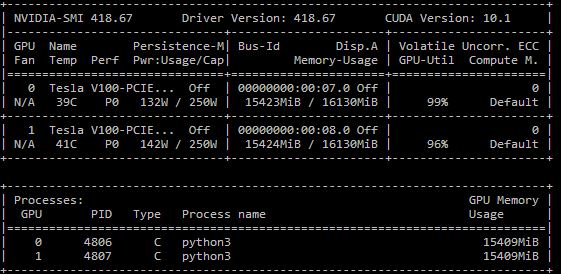 NVIDIA-SMI 418.67 Driver Version: 418.67 CUDA Version: 10.1
GPU Name Persistence-M| Bus-Id Disp.A | Volatile Uncorr. ECC
Fan Temp Perf Pwr:Usage/Cap| Memory-Usage | GPU-Util Compute M.
0 Tesla V100-PCIE... Off | 00000000:00:07.0 Off | 0
N/A 39C P0 132W / 250W | 15423MiB / 16130MiB | 99% Default
1 Tesla V100-PCIE... Off | 00000000:00:08.0 Off | 0
N/A 41C P0 142W / 250W | 15424MiB / 16130MiB | 96% Default
Processes: GPU Memory
GPU PID Type Process name Usage
0 4806 C python3 15409MiB
1 4807 C python3 15409MiB